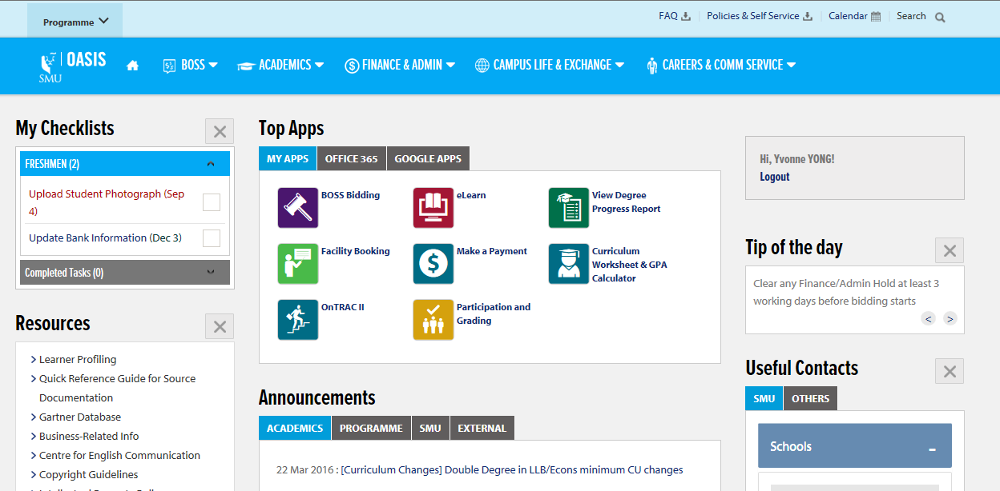 Programme
FAQ
Policies & Self Service
Calendar
Search
SMU
OASIS
BOSS
ACADEMICS
FINANCE & ADMIN
CAMPUS LIFE & EXCHANGE
CAREERS & COMM SERVICE
My Checklists
FRESHMEN (2)
Upload Student Photograph (Sep
4)
Update Bank Information (Dec 3)
Completed Tasks (0)
Resources
Learner Profiling
Quick Reference Guide for Source
Documentation
Gartner Database
Business-Related Info
Centre for English Communication
Copyright Guidelines
Top Apps
MY APPS
OFFICE 365
GOOGLE APPS
BOSS Bidding
eLearn
View Degree
Progress Report
Facility Booking
Make a Payment
Curriculum
Worksheet & GPA
Calculator
OnTRAC II
Participation and
Grading
Announcements
ACADEMICS
PROGRAMME
SMU
EXTERNAL
22 Mar 2016 : [Curriculum Changes] Double Degree in LLB/Econs minimum CU changes
Hi, Yvonne YONG!
Logout
Tip of the day
Clear any Finance/Admin Hold at least 3
working days before bidding starts
< >
Useful Contacts
SMU
OTHERS
Schools